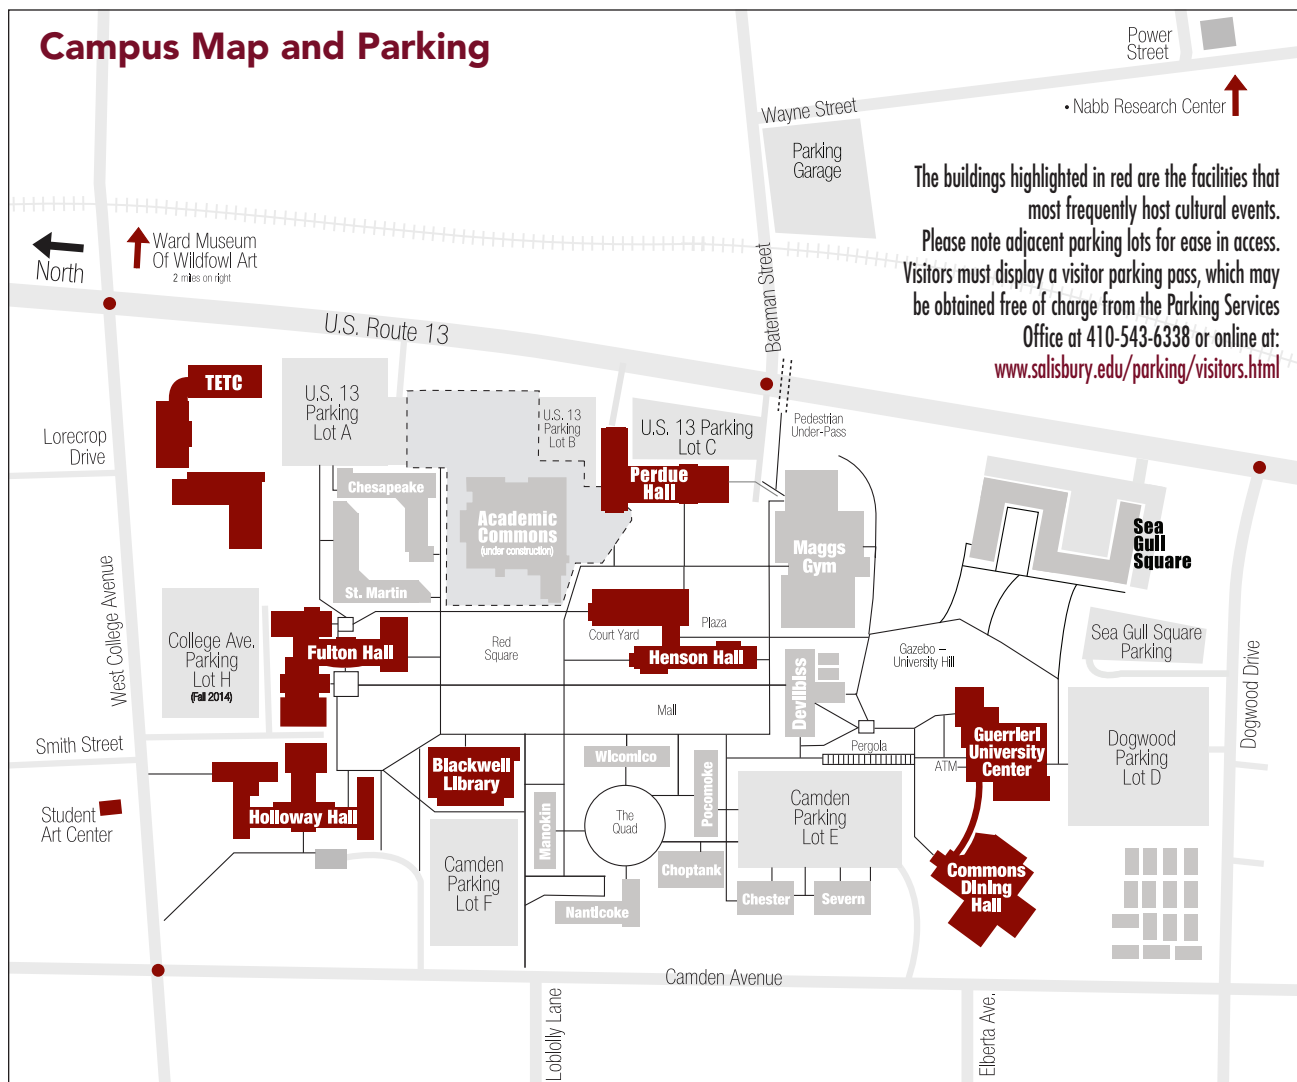 Campus Map and Parking
Power
Street
Wayne Street
• Nabb Research Center
Parking
Garage
The buildings highlighted in red are the facilities that
most frequently host cultural events.
Please note adjacent parking lots for ease in access.
Visitors must display a visitor parking pass, which may
be obtained free of charge from the Parking Services
Office at 410-543-6338 or online at:
www.salisbury.edu/parking/visitors.html
North
Ward Museum
Of Wildfowl Art
2 miles on right
U.S. Route 13
Bateman Street
TETC
U.S. 13
Parking
Lot A
U.S. 13
Parking
Lot B
U.S. 13 Parking
Lot C
Pedestrian
Under-Pass
Lorecrop
Drive
Chesapeake
Perdue
Hall
Academic
Commons
(under construction)
Maggs
Gym
Sea
Gull
Square
St. Martin
West College Avenue
College Ave.
Parking
Lot H
(Fall 2014)
Fulton Hall
Red
Square
Court Yard
Plaza
Henson Hall
Gazebo –
University Hill
Sea Gull Square
Parking
Devilbiss
Mall
Dogwood Drive
Smith Street
Blackwell
Library
Wicomico
Pergola
ATM
Guerrieri
University
Center
Dogwood
Parking
Lot D
Student
Art Center
Holloway Hall
Manokin
The
Quad
Pocomoke
Camden
Parking
Lot E
Camden
Parking
Lot F
Choptank
Commons
Dining
Hall
Nanticoke
Chester
Severn
Camden Avenue
Loblolly Lane
Elberta Ave.